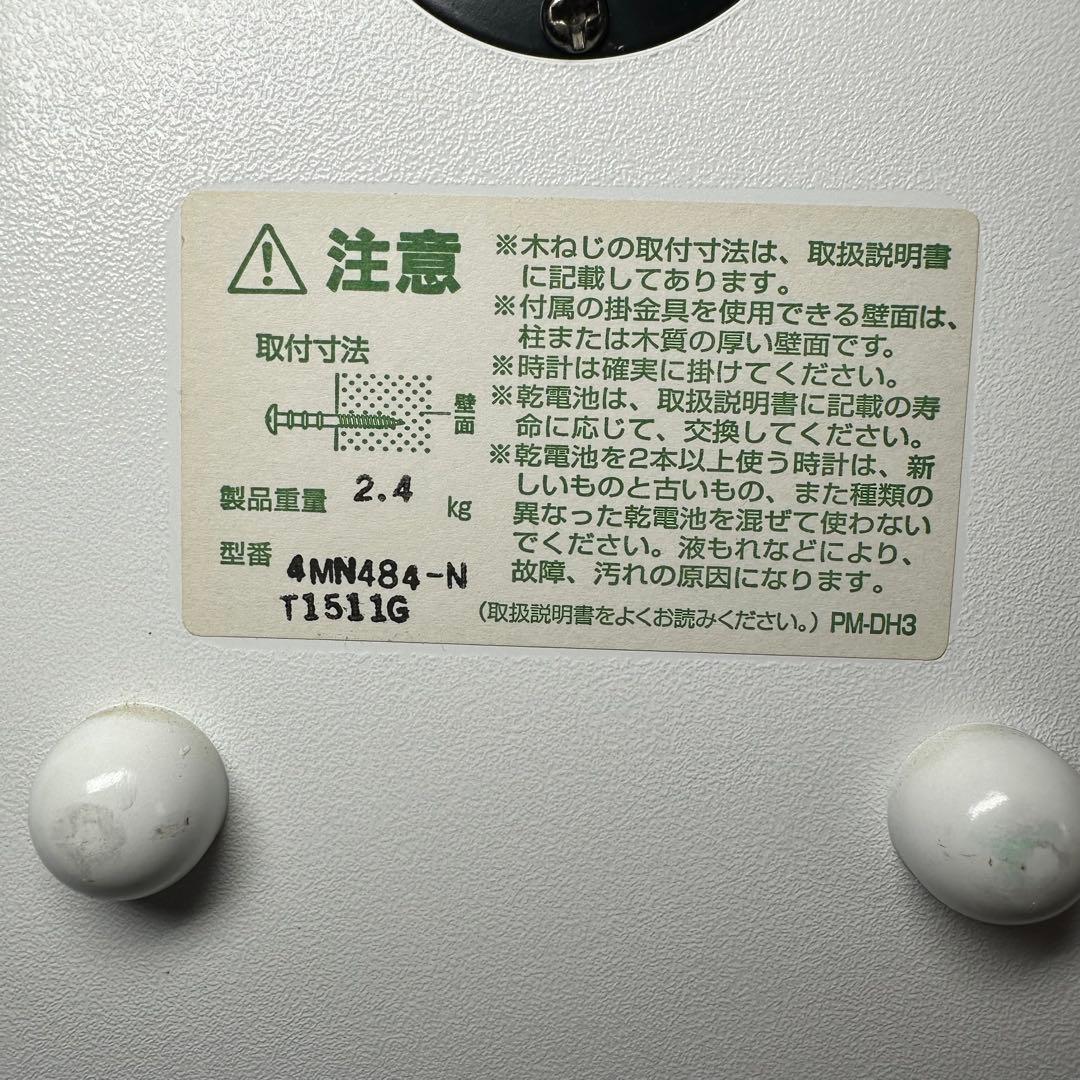 注意
取付寸法
壁面
製品重量 2.4 kg
型番 4MN484-N
T1511G
※木ねじの取付寸法は、取扱説明書
に記載してあります。
※付属の掛金具を使用できる壁面は、
柱または木質の厚い壁面です。
※時計は確実に掛けてください。
※乾電池は、取扱説明書に記載の寿
命に応じて、交換してください。
※乾電池を2本以上使う時計は、新
しいものと古いもの、また種類の
異なった乾電池を混ぜて使わない
でください。液もれなどにより、
故障、汚れの原因になります。
(取扱説明書をよくお読みください。) PM-DH3